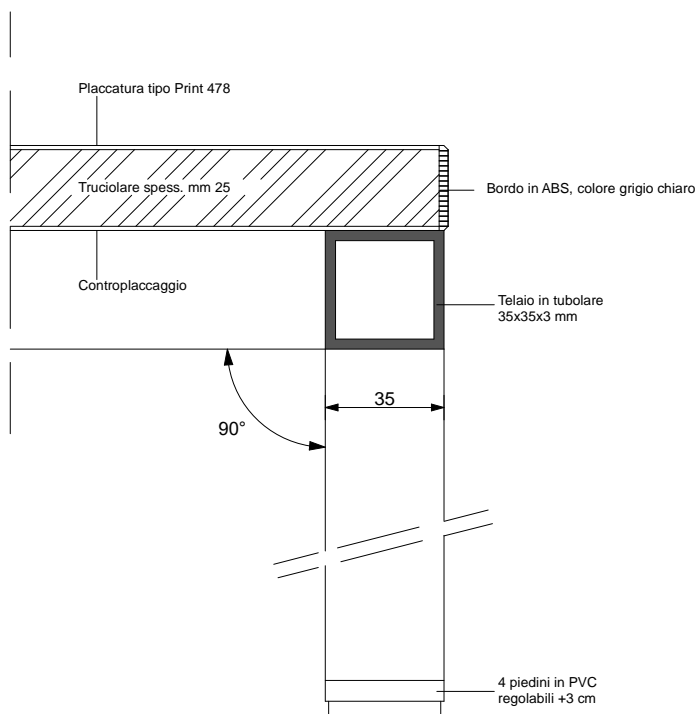 Placcatura tipo Print 478
Truciolare spess. mm 25
Bordo in ABS, colore grigio chiaro
Controplaccaggio
Telaio in tubolare
35x35x3 mm
35
90°
4 piedini in PVC
regolabili +3 cm